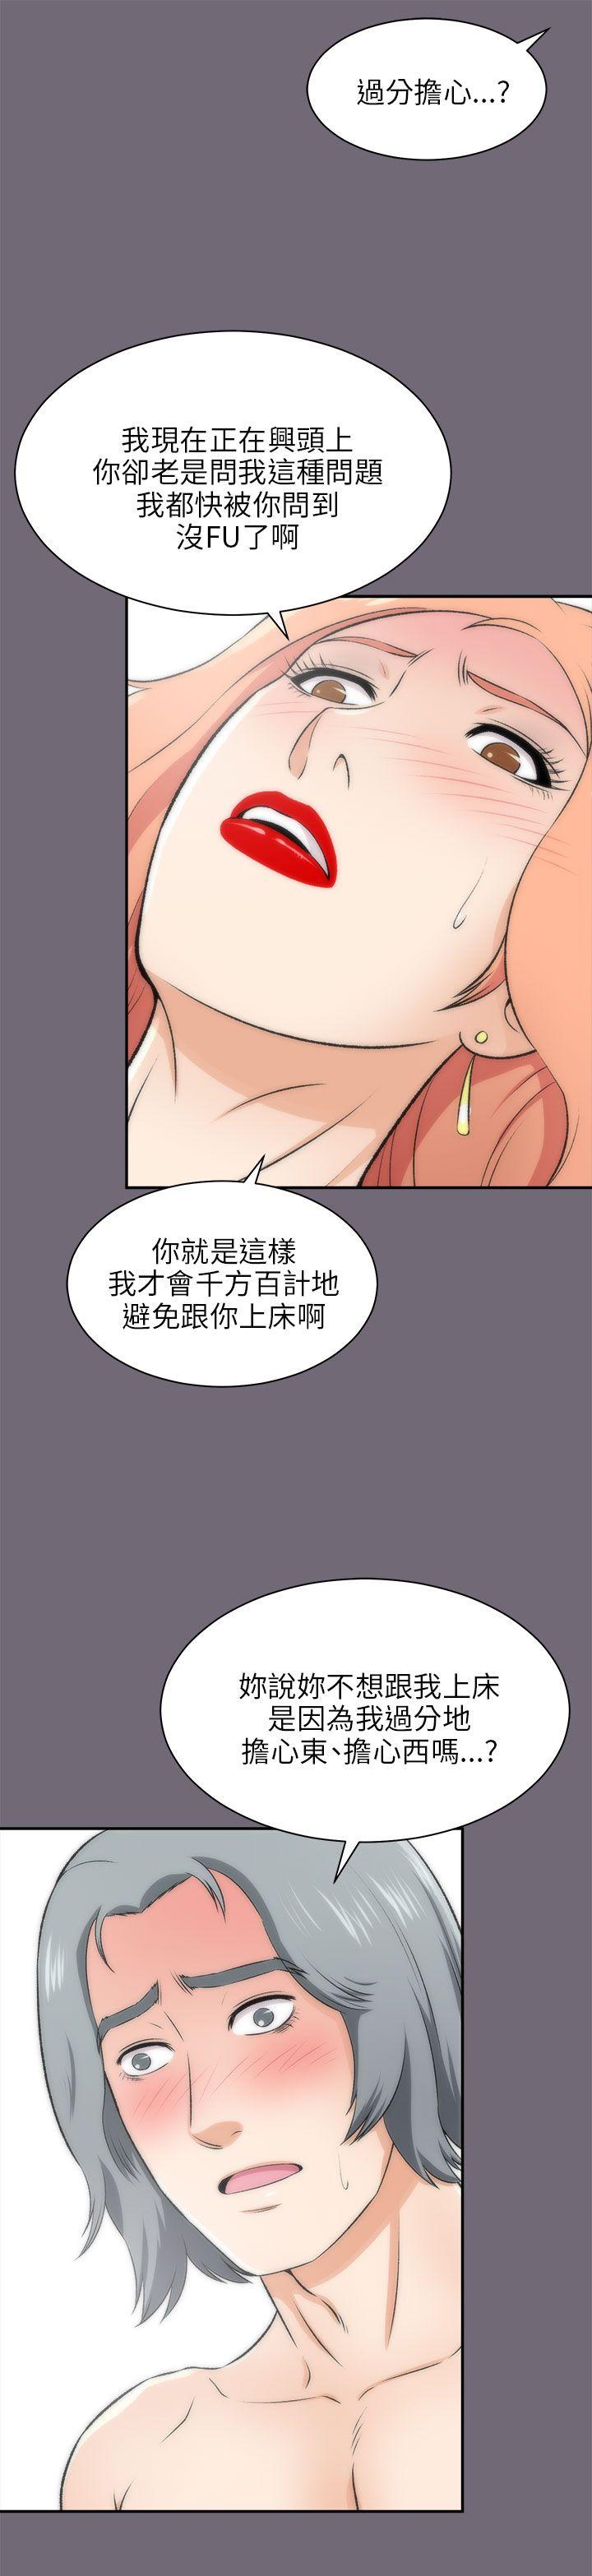 過分擔心...?
我現在正在興頭上
你卻老是問我這種問題
我都快被你問到
沒FU了啊
你就是這樣
我才會千方百計地
避免跟你上床啊
妳說妳不想跟我上床
是因為我過分地
擔心東、擔心西嗎...?